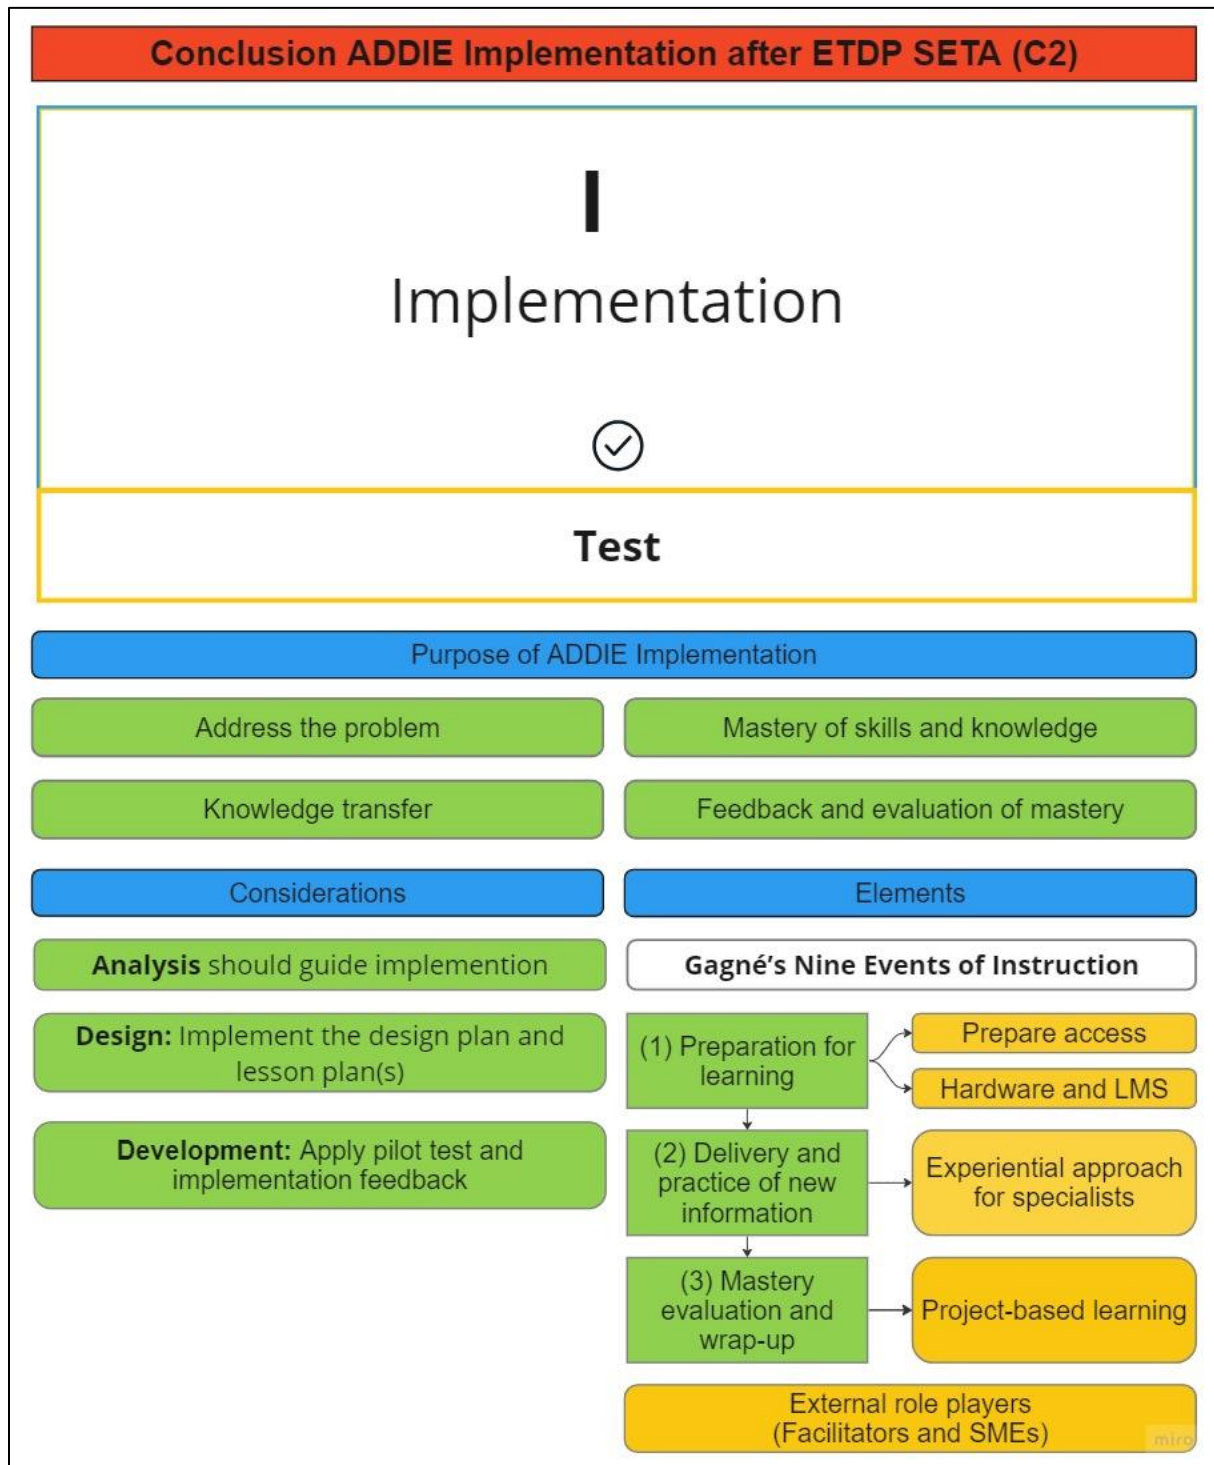 Conclusion ADDIE Implementation after ETDP SETA (C2)
I
Implementation
Test
Purpose of ADDIE Implementation
Address the problem
Mastery of skills and knowledge
Knowledge transfer
Feedback and evaluation of mastery
Considerations
Analysis should guide implemention
Design: Implement the design plan and
lesson plan(s)
Development: Apply pilot test and
implementation feedback
Elements
Gagné's Nine Events of Instruction
(1) Preparation for
learning
Prepare access
Hardware and LMS
(2) Delivery and
practice of new
information
Experiential approach
for specialists
(3) Mastery
evaluation and
wrap-up
Project-based learning
External role players
(Facilitators and SMEs)
miro